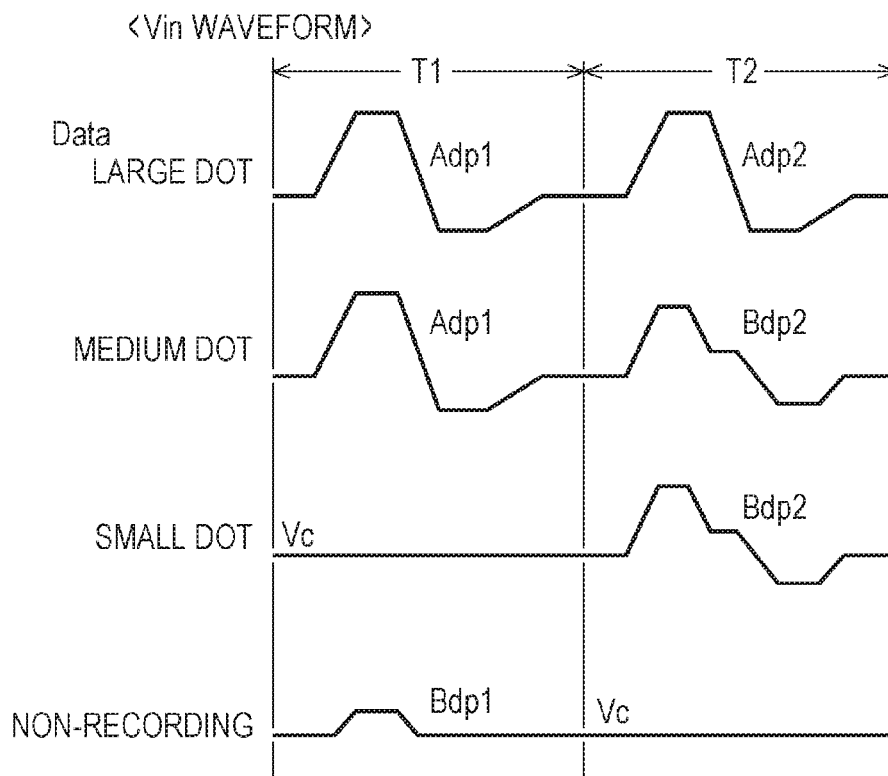 <Vin WAVEFORM>
T1 T2
Data
LARGE DOT Adp1 Adp2
MEDIUM DOT Adp1 Bdp2
SMALL DOT Vc Bdp2
NON-RECORDING Bdp1 Vc